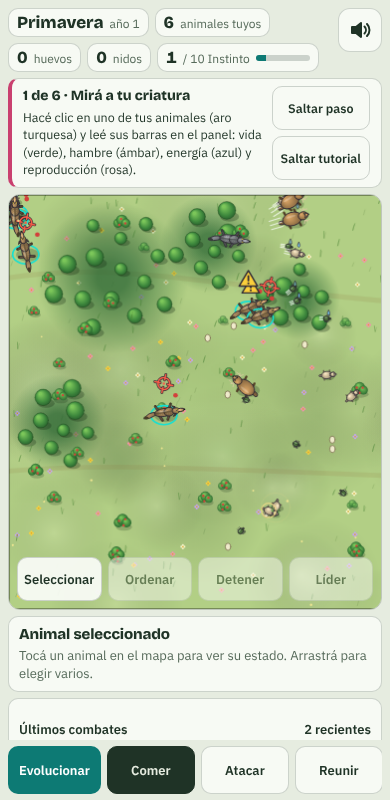 Primavera año 1
6 animales tuyos
0 huevos
0 nidos
1 / 10 Instinto
1 de 6 · Mirá a tu criatura
Hacé clic en uno de tus animales (aro
turquesa) y leé sus barras en el panel: vida
(verde), hambre (ámbar), energía (azul) y
reproducción (rosa).
Saltar paso
Saltar tutorial
Seleccionar
Ordenar
Detener
Líder
Animal seleccionado
Tocá un animal en el mapa para ver su estado. Arrastrá para
elegir varios.
Últimos combates
2 recientes
Evolucionar
Comer
Atacar
Reunir